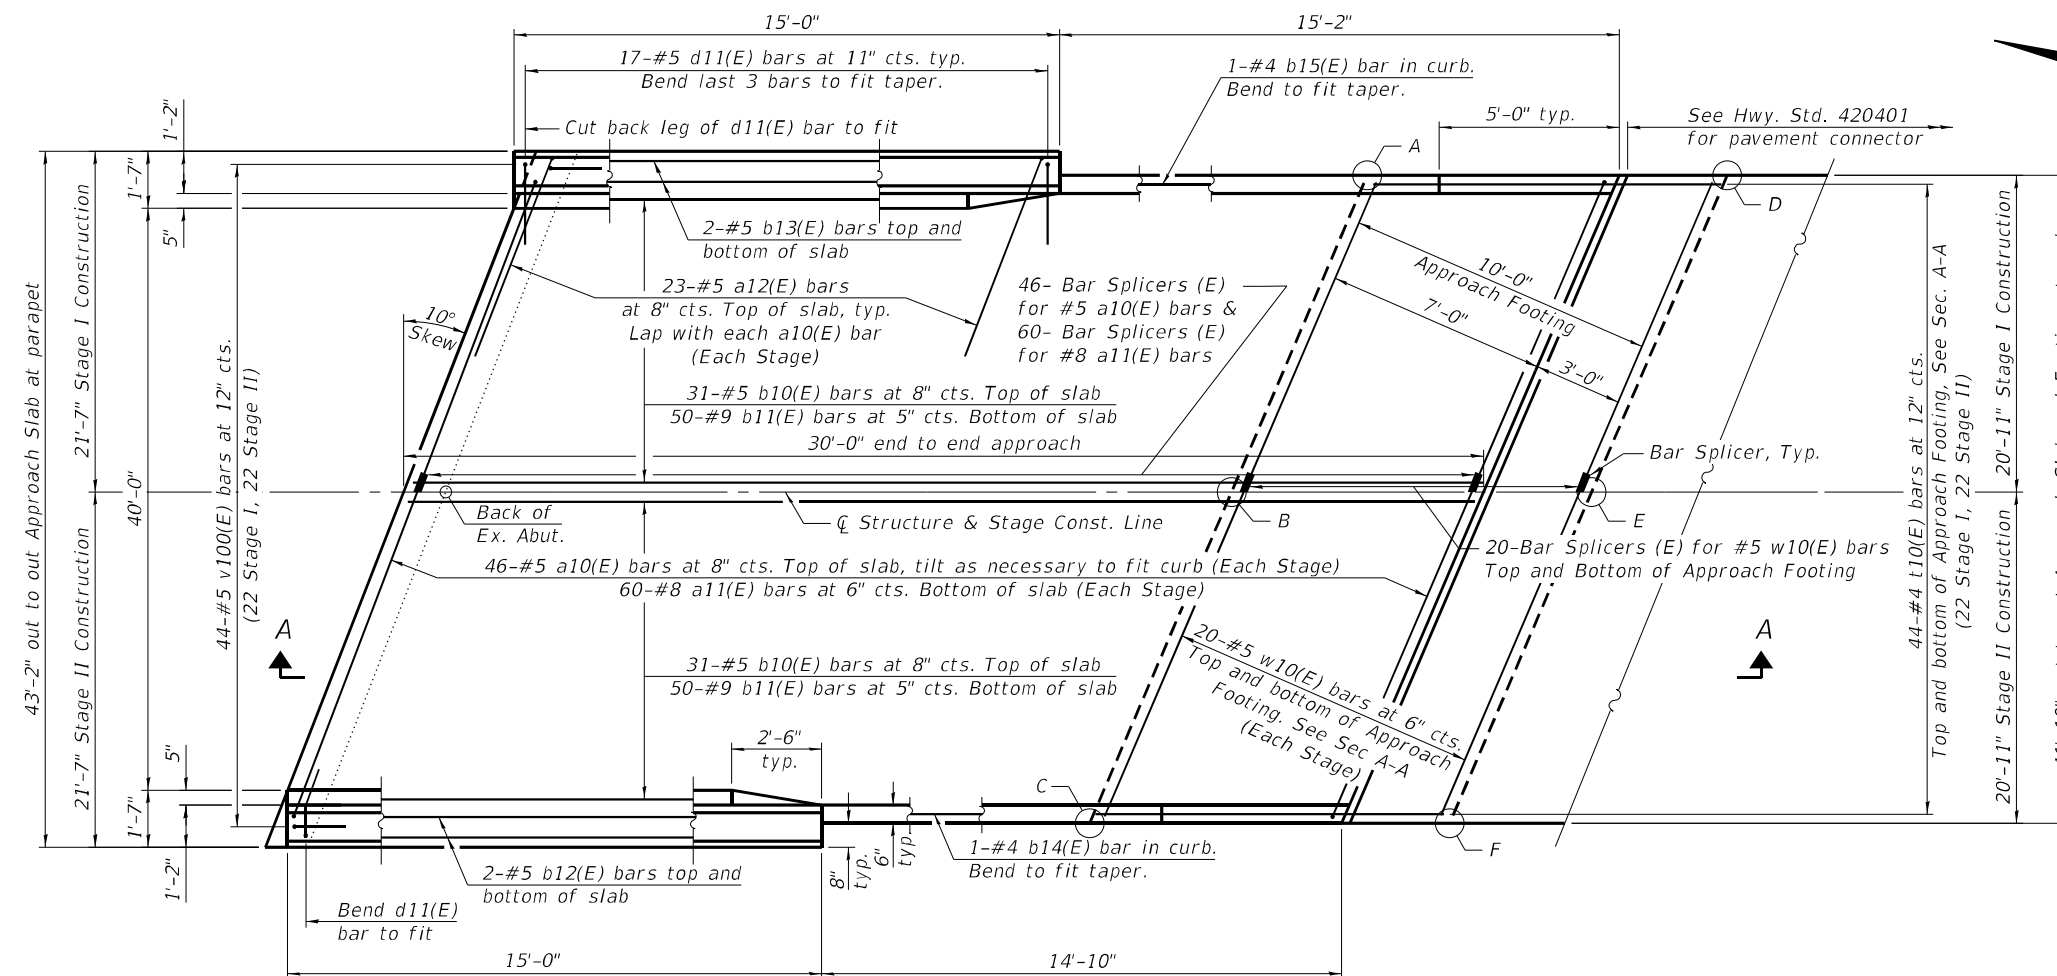 15'-0"
15'-2"
17-#5 d11(E) bars at 11" cts. typ.
Bend last 3 bars to fit taper.
1-#4 b15(E) bar in curb.
Bend to fit taper.
Cut back leg of d11(E) bar to fit
5'-0" typ.
See Hwy. Std. 420401
for pavement connector
A
D
1'-2"
1'-7"
5"
2-#5 b13(E) bars top and
bottom of slab
23-#5 a12(E) bars
at 8" cts. Top of slab, typ.
Lap with each a10(E) bar
(Each Stage)
46- Bar Splicers (E)
for #5 a10(E) bars &
60- Bar Splicers (E)
for #8 a11(E) bars
10'-0"
Approach Footing
7'-0"
3'-0"
10°
Skew
43'-2" out to out Approach Slab at parapet
21'-7" Stage I Construction
21'-7" Stage II Construction
40'-0"
44-#5 v100(E) bars at 12" cts.
(22 Stage I, 22 Stage II)
31-#5 b10(E) bars at 8" cts. Top of slab
50-#9 b11(E) bars at 5" cts. Bottom of slab
30'-0" end to end approach
Bar Splicer, Typ.
Back of
Ex. Abut.
℄ Structure & Stage Const. Line
B
E
20-Bar Splicers (E) for #5 w10(E) bars
Top and Bottom of Approach Footing
46-#5 a10(E) bars at 8" cts. Top of slab, tilt as necessary to fit curb (Each Stage)
60-#8 a11(E) bars at 6" cts. Bottom of slab (Each Stage)
A
A
31-#5 b10(E) bars at 8" cts. Top of slab
50-#9 b11(E) bars at 5" cts. Bottom of slab
20-#5 w10(E) bars at 6" cts.
Top and bottom of Approach
Footing. See Sec A-A
(Each Stage)
44-#4 t10(E) bars at 12" cts.
Top and bottom of Approach Footing, See Sec. A-A
(22 Stage I, 22 Stage II)
20'-11" Stage I Construction
20'-11" Stage II Construction
5"
1'-7"
1'-2"
2'-6"
typ.
C
F
8"
typ.
6"
typ.
1-#4 b14(E) bar in curb.
Bend to fit taper.
2-#5 b12(E) bars top and
bottom of slab
Bend d11(E)
bar to fit
15'-0"
14'-10"